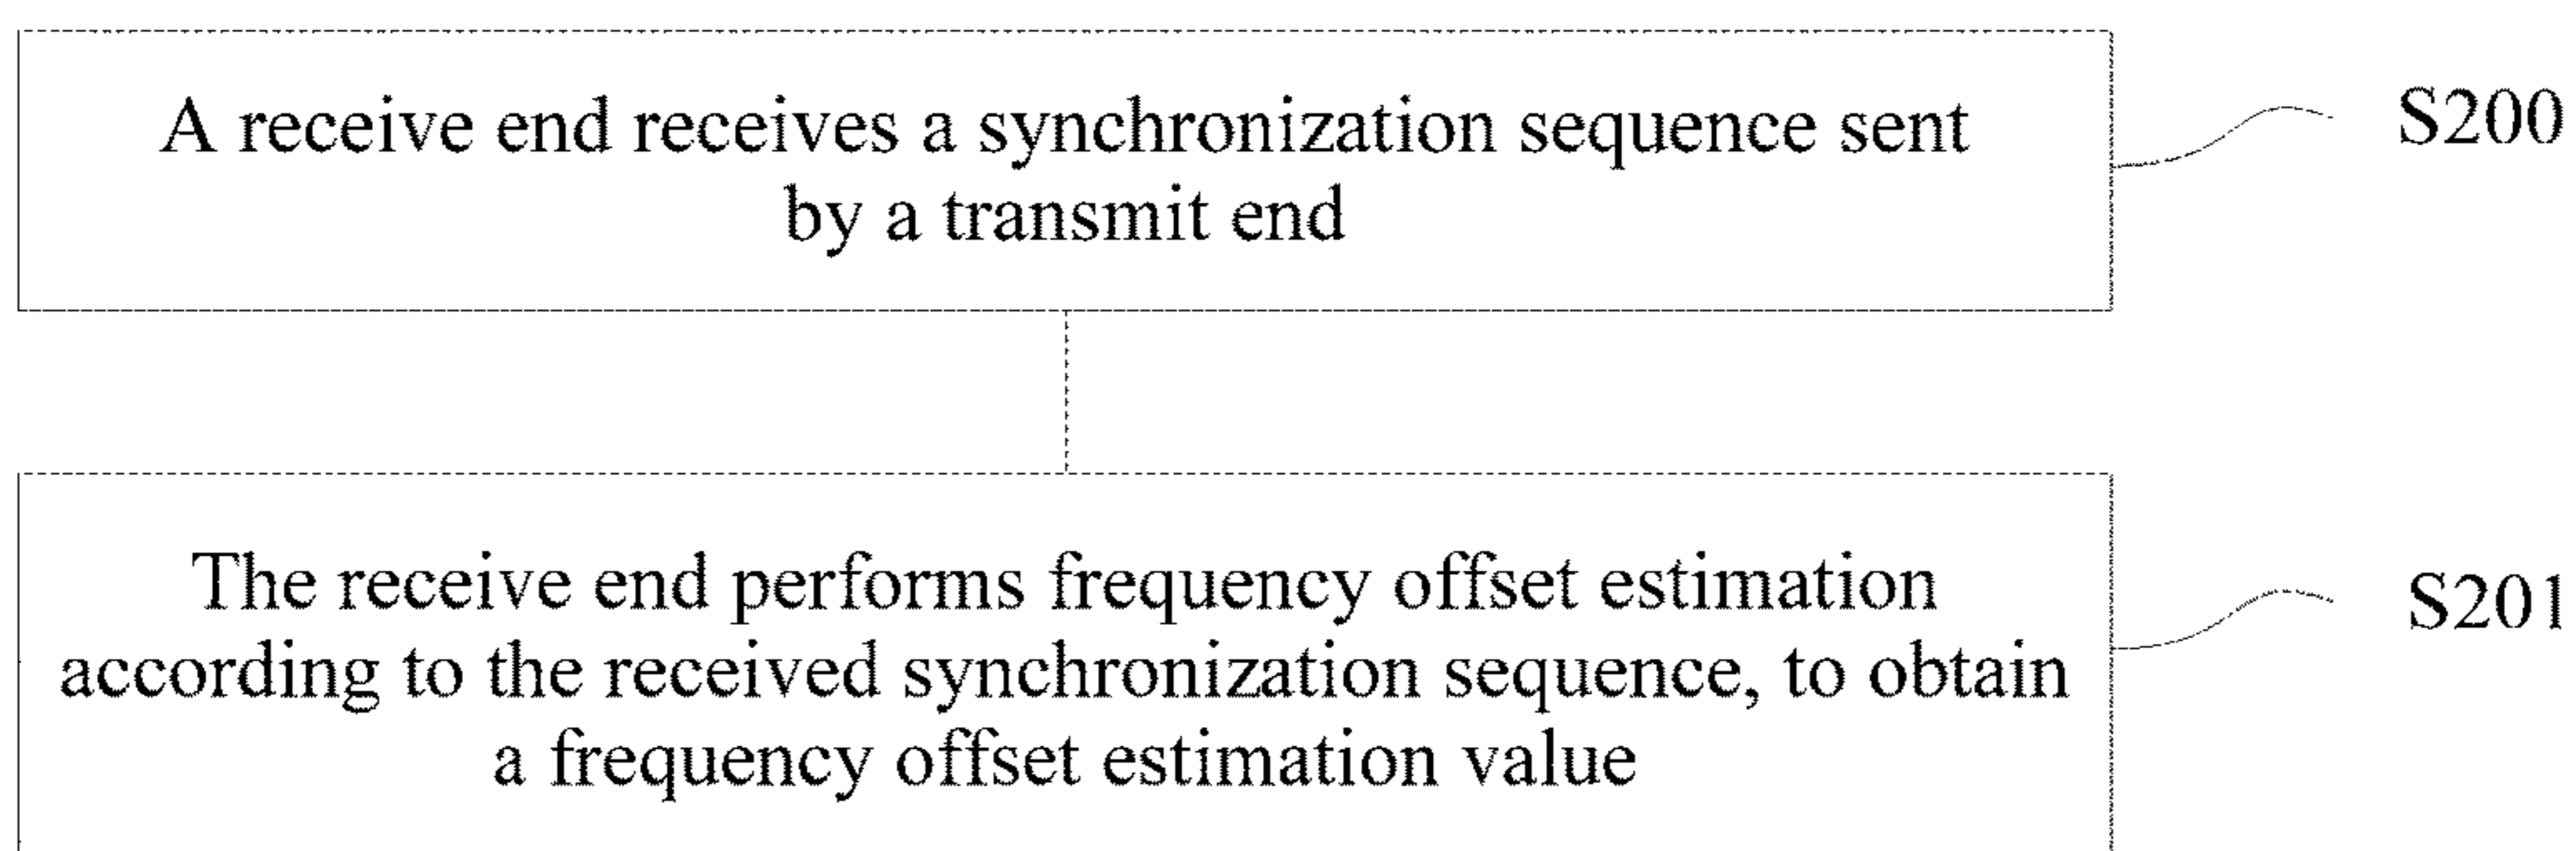 A receive end receives a synchronization sequence sent
by a transmit end
S200
The receive end performs frequency offset estimation
according to the received synchronization sequence, to obtain
a frequency offset estimation value
S201